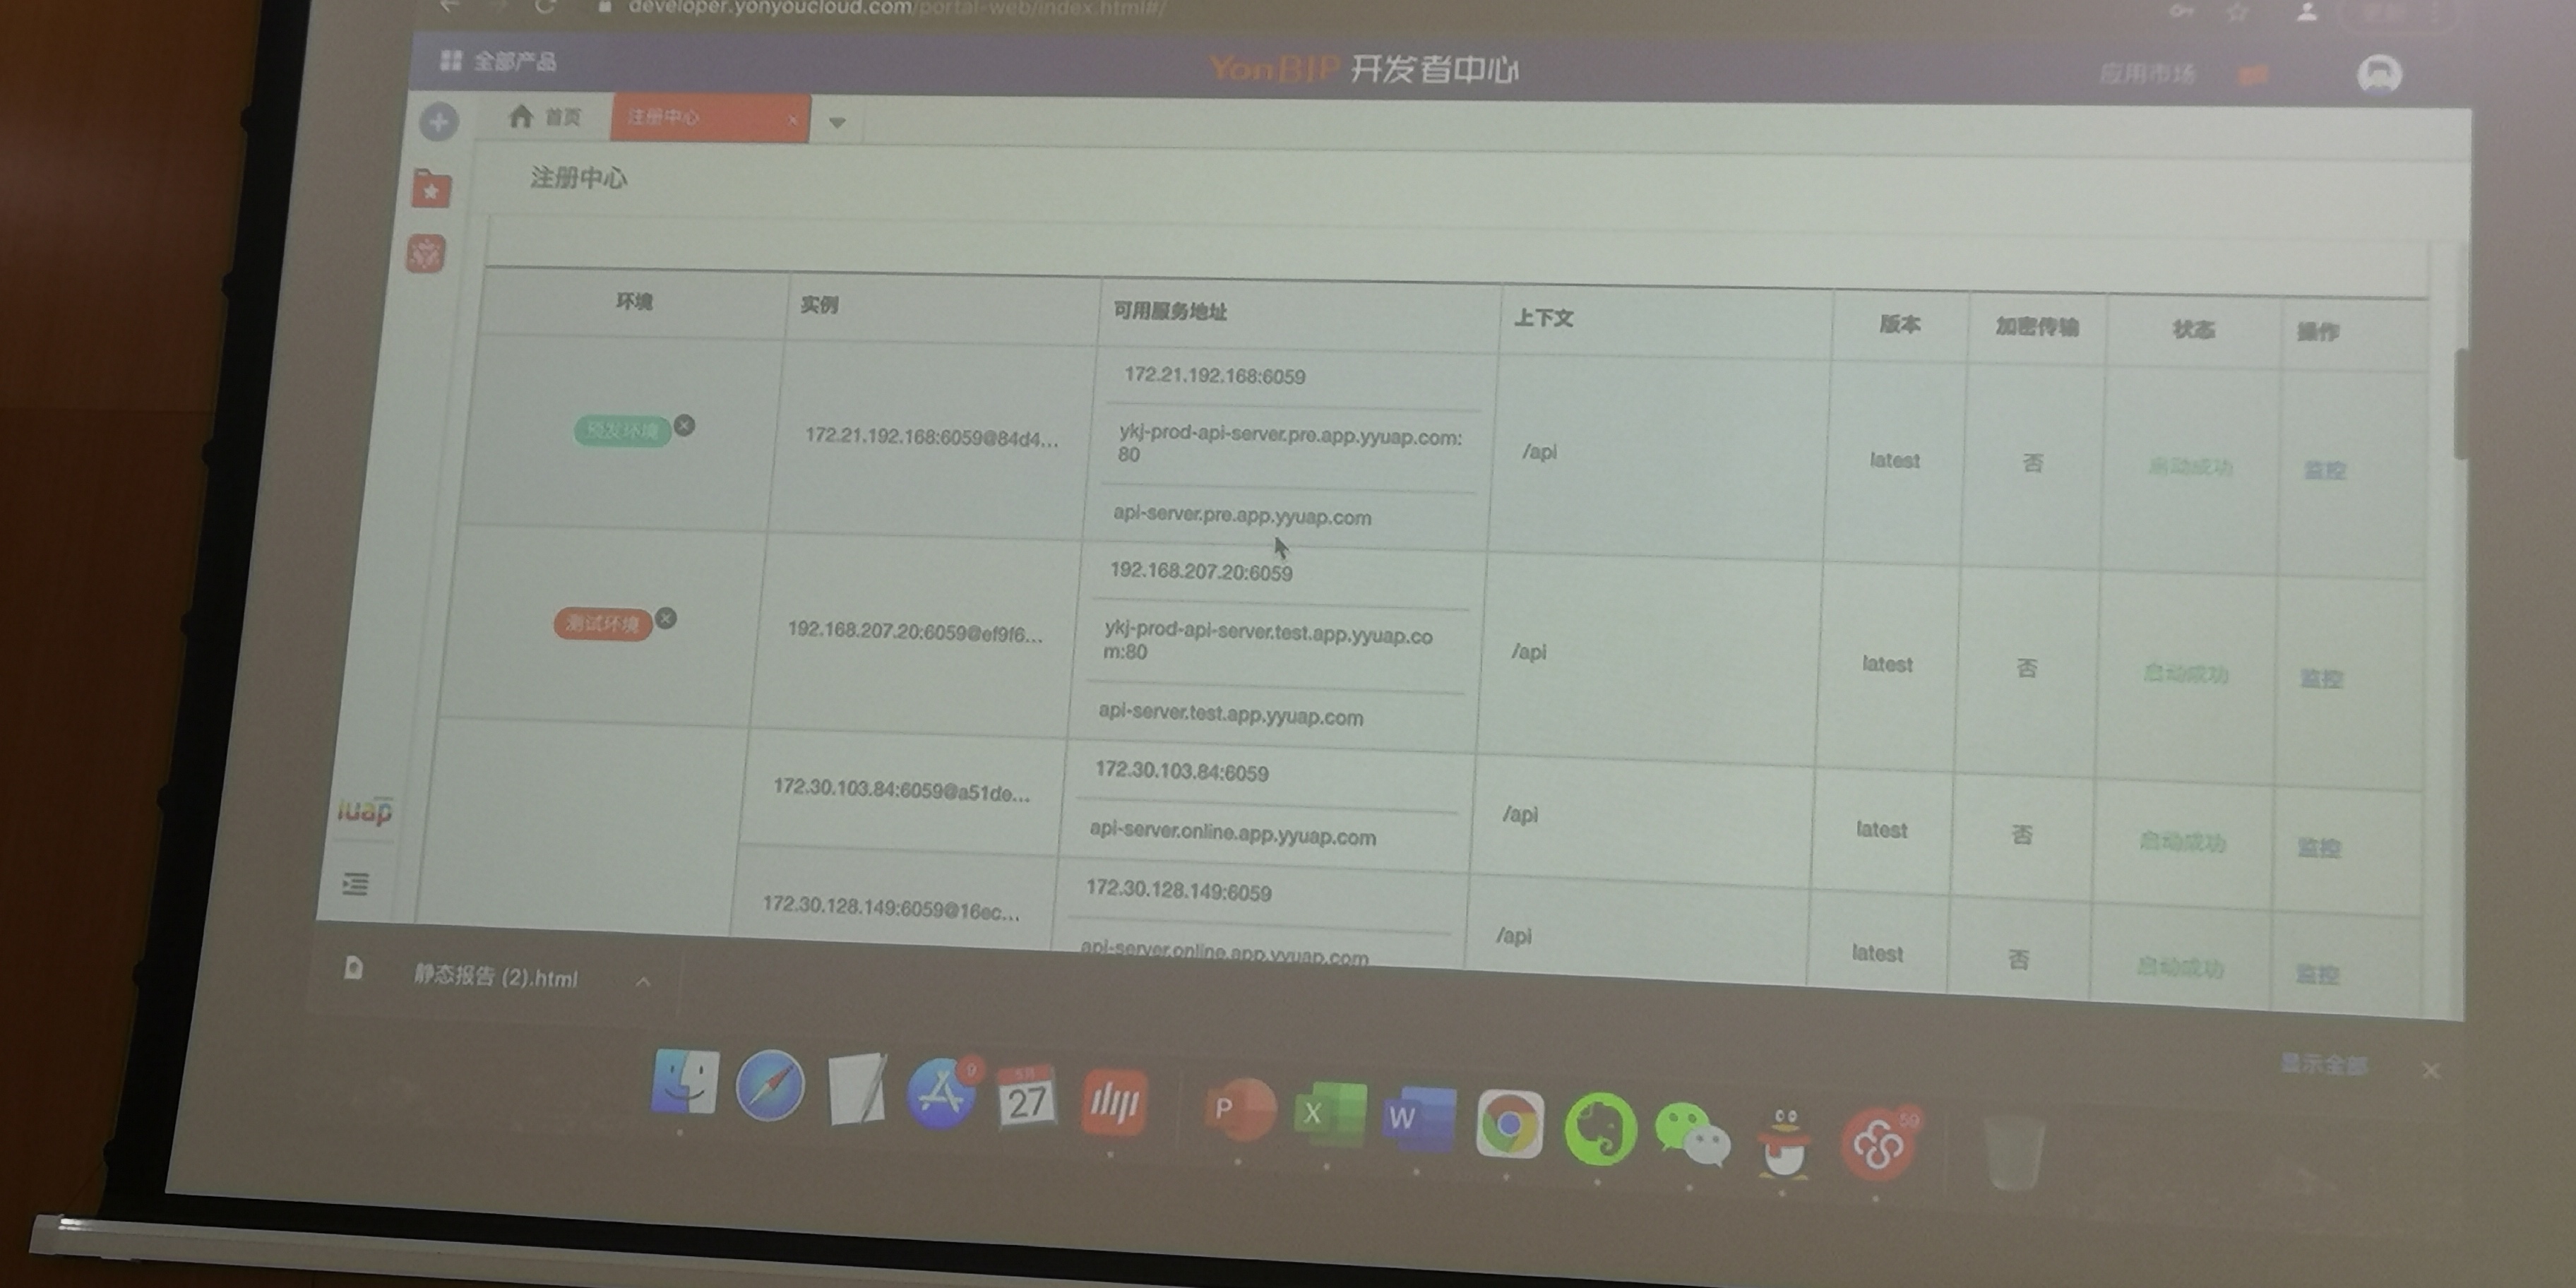 developer.yonyoucloud.com/portal-web/index.html#/
全部产品
YonBIP 开发者中心
应用市场
首页
注册中心
注册中心
环境
实例
可用服务地址
上下文
版本
加密传输
状态
操作
预发环境
172.21.192.168:6059@84d4...
172.21.192.168:6059
ykj-prod-api-server.pre.app.yyuap.com:
80
api-server.pre.app.yyuap.com
/api
latest
否
启动成功
监控
测试环境
192.168.207.20:6059@ef9f6...
192.168.207.20:6059
ykj-prod-api-server.test.app.yyuap.co
m:80
api-server.test.app.yyuap.com
/api
latest
否
启动成功
监控
172.30.103.84:6059@a51de...
172.30.103.84:6059
api-server.online.app.yyuap.com
/api
latest
否
启动成功
监控
172.30.128.149:6059@16ec...
172.30.128.149:6059
api-server.online.app.yyuap.com
/api
latest
否
启动成功
监控
iuap
静态报告 (2).html
显示全部
9
5月
27
P
X
W
59